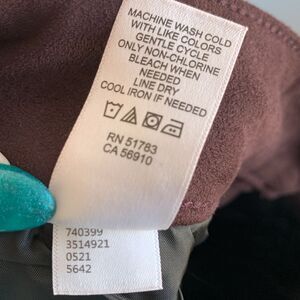 MACHINE WASH COLD
WITH LIKE COLORS
GENTLE CYCLE
ONLY NON-CHLORINE
BLEACH WHEN
NEEDED
LINE DRY
COOL IRON IF NEEDED
RN 51783
CA 56910
740399
3514921
0521
5642